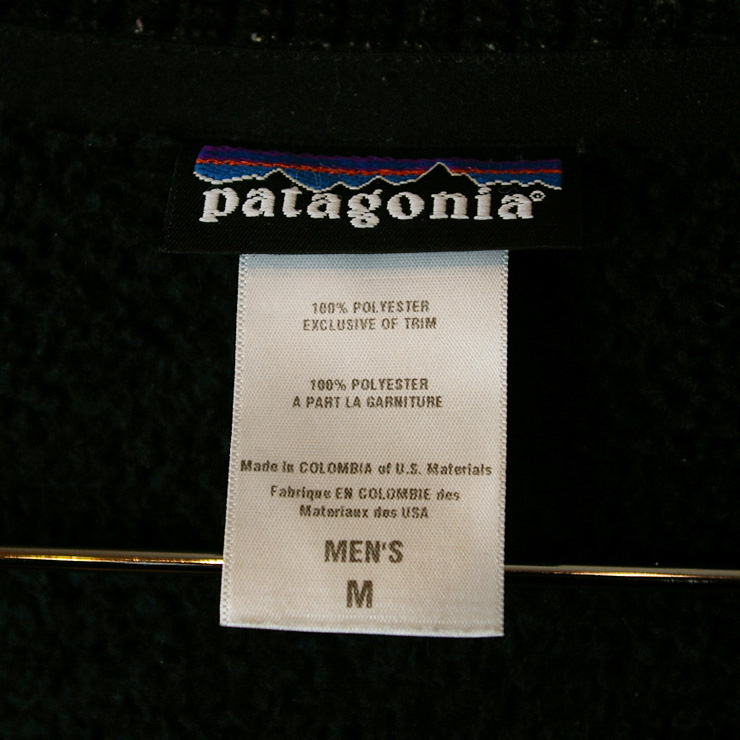 patagonia®
100% POLYESTER
EXCLUSIVE OF TRIM
100% POLYESTER
A PART LA GARNITURE
Made in COLOMBIA of U.S. Materials
Fabrique EN COLOMBIE des
Materiaux des USA
MEN'S
M